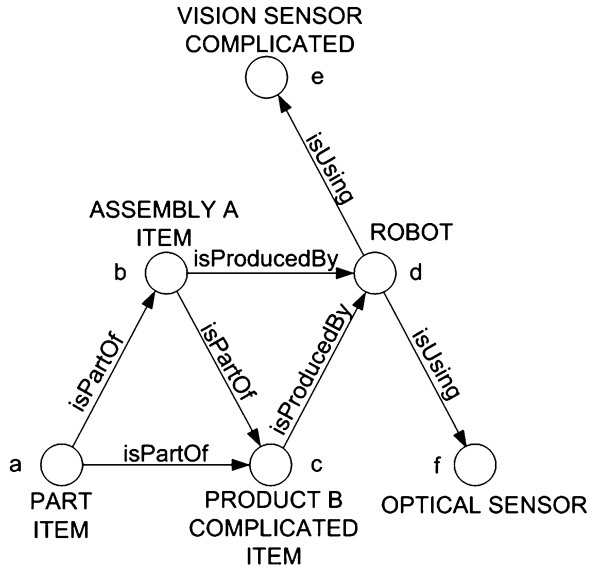 VISION SENSOR
COMPLICATED
e
isUsing
ASSEMBLY A
ITEM
ROBOT
b
isProducedBy
d
isPartOf
isPartOf
isProducedBy
isUsing
a
isPartOf
c
f
PART
ITEM
PRODUCT B
COMPLICATED
ITEM
OPTICAL SENSOR